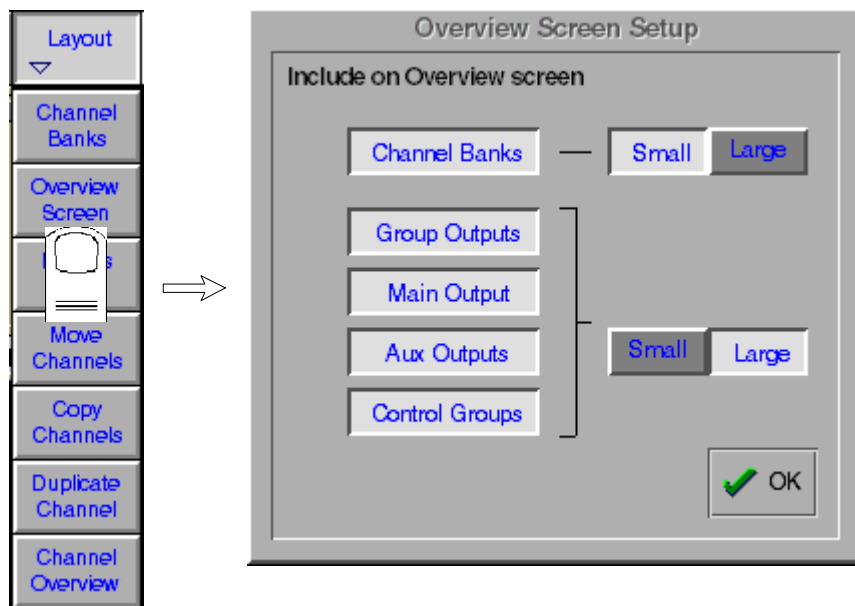 Layout
Channel
Banks
Overview
Screen
Move
Channels
Copy
Channels
Duplicate
Channel
Channel
Overview
Overview Screen Setup
Include on Overview screen
Channel Banks
Small
Large
Group Outputs
Main Output
Aux Outputs
Control Groups
Small
Large
OK